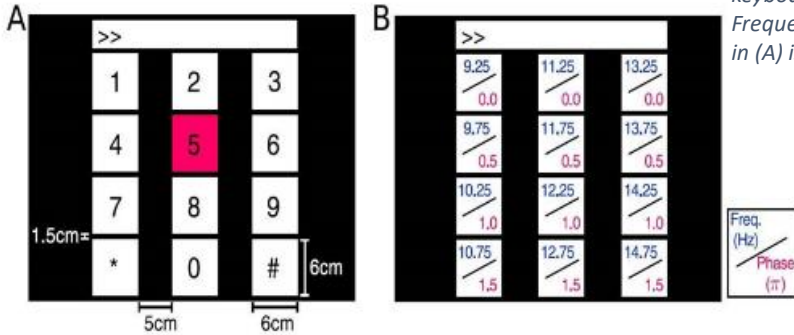 A
>>
1 2 3
4 5 6
7 8 9
* 0 #
1.5cm
6cm
5cm 6cm
B
>>
9.25 11.25 13.25
0.0 0.0 0.0
9.75 11.75 13.75
0.5 0.5 0.5
10.25 12.25 14.25
1.0 1.0 1.0
10.75 12.75 14.75
1.5 1.5 1.5
Freq.
(Hz)
Phase
(π)
Freque
in (A) i